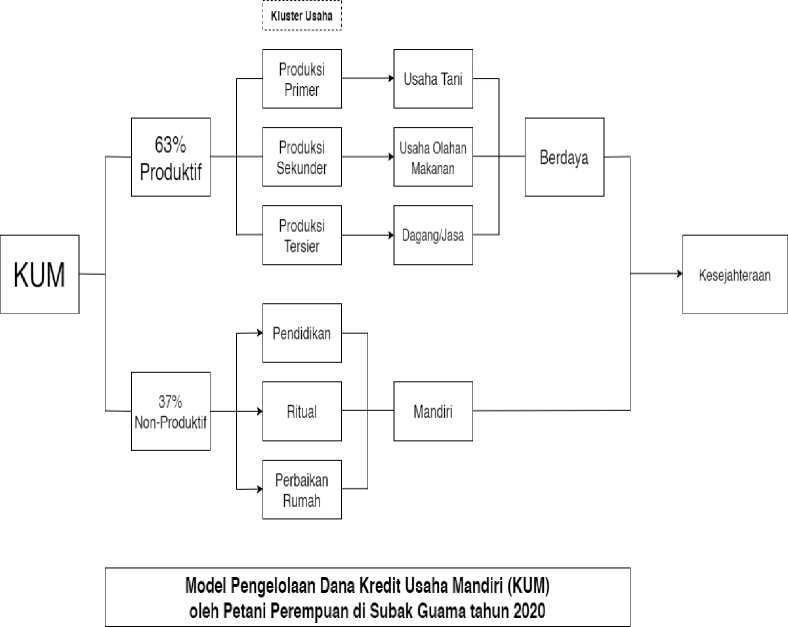 Kluster Usaha
Produksi
Primer
Usaha Tani
63%
Produktif
Produksi
Sekunder
Usaha Olahan
Makanan
Berdaya
Produksi
Tersier
Dagang/Jasa
KUM
Kesejahteraan
Pendidikan
37%
Non-Produktif
Ritual
Mandiri
Perbaikan
Rumah
Model Pengelolaan Dana Kredit Usaha Mandiri (KUM)
oleh Petani Perempuan di Subak Guama tahun 2020